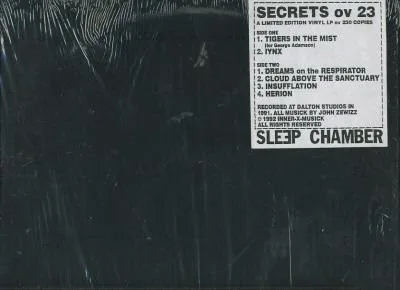 SECRETS ov 23
A LIMITED EDITION VINYL LP ov 230 COPIES
SIDE ONE
1. TIGERS IN THE MIST
(for George Adamson)
2. IYNX
SIDE TWO
1. DREAMS on the RESPIRATOR
2. CLOUD ABOVE THE SANCTUARY
3. INSUFFLATION
4. HERION
RECORDED AT DALTON STUDIOS IN
1991. ALL MUSICK BY JOHN ZEWIZZ
© 1992 INNER-X-MUSICK
ALL RIGHTS RESERVED
SLEƎP CHAMBER